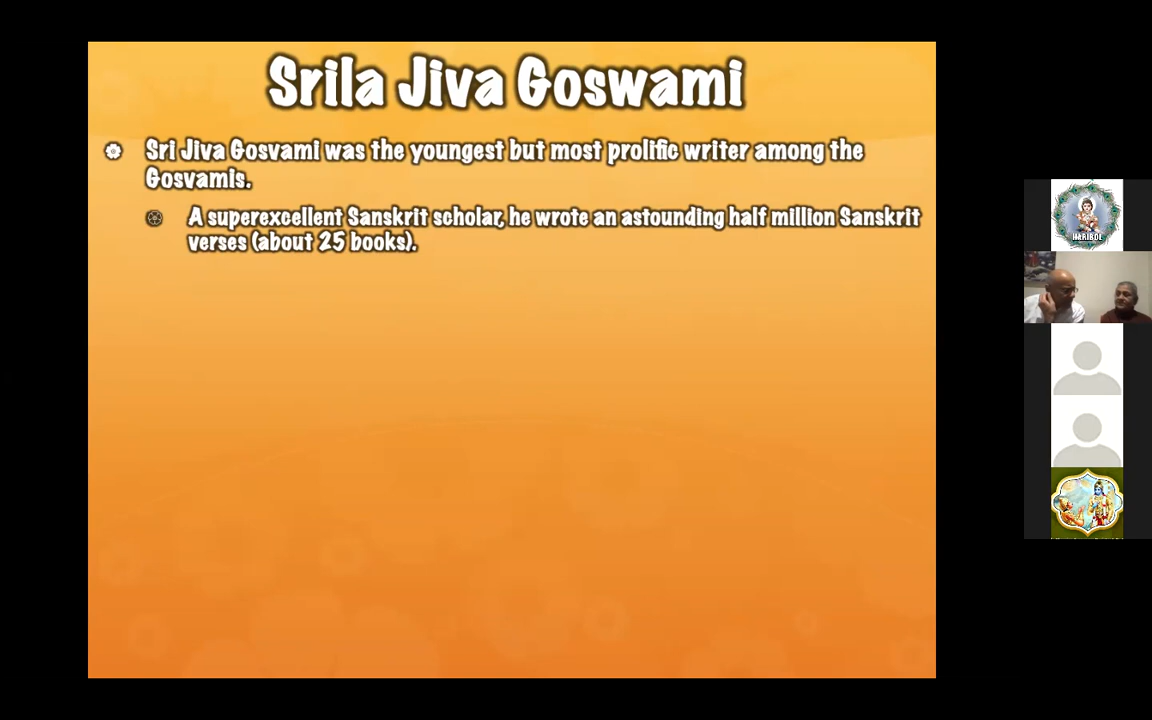 Srila Jiva Goswami
Sri Jiva Gosvami was the youngest but most prolific writer among the
Gosvamis.
A superexcellent Sanskrit scholar, he wrote an astounding half million Sanskrit
verses (about 25 books).
HARIBOL